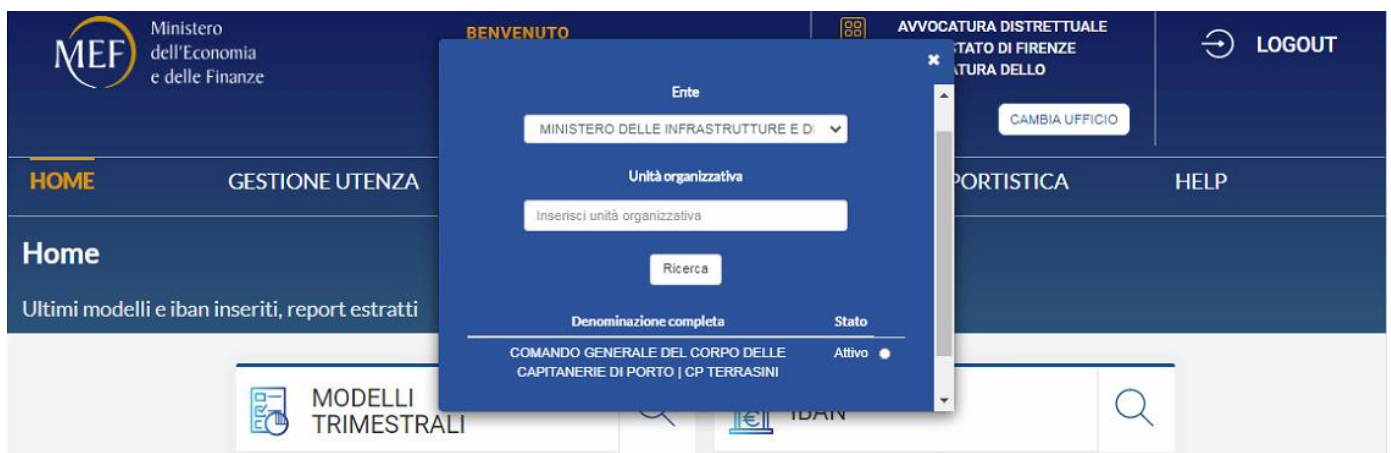 MEF
Ministero
dell'Economia
e delle Finanze
BENVENUTO
AVVOCATURA DISTRETTUALE
STATO DI FIRENZE
ATURA DELLO
CAMBIA UFFICIO
LOGOUT
Ente
MINISTERO DELLE INFRASTRUTTURE E D
Unità organizzativa
Inserisci unità organizzativa
Ricerca
Denominazione completa Stato
COMANDO GENERALE DEL CORPO DELLE Attivo
CAPITANERIE DI PORTO | CP TERRASINI
HOME GESTIONE UTENZA PORTISTICA HELP
Home
Ultimi modelli e iban inseriti, report estratti
MODELLI
TRIMESTRALI
IBAN